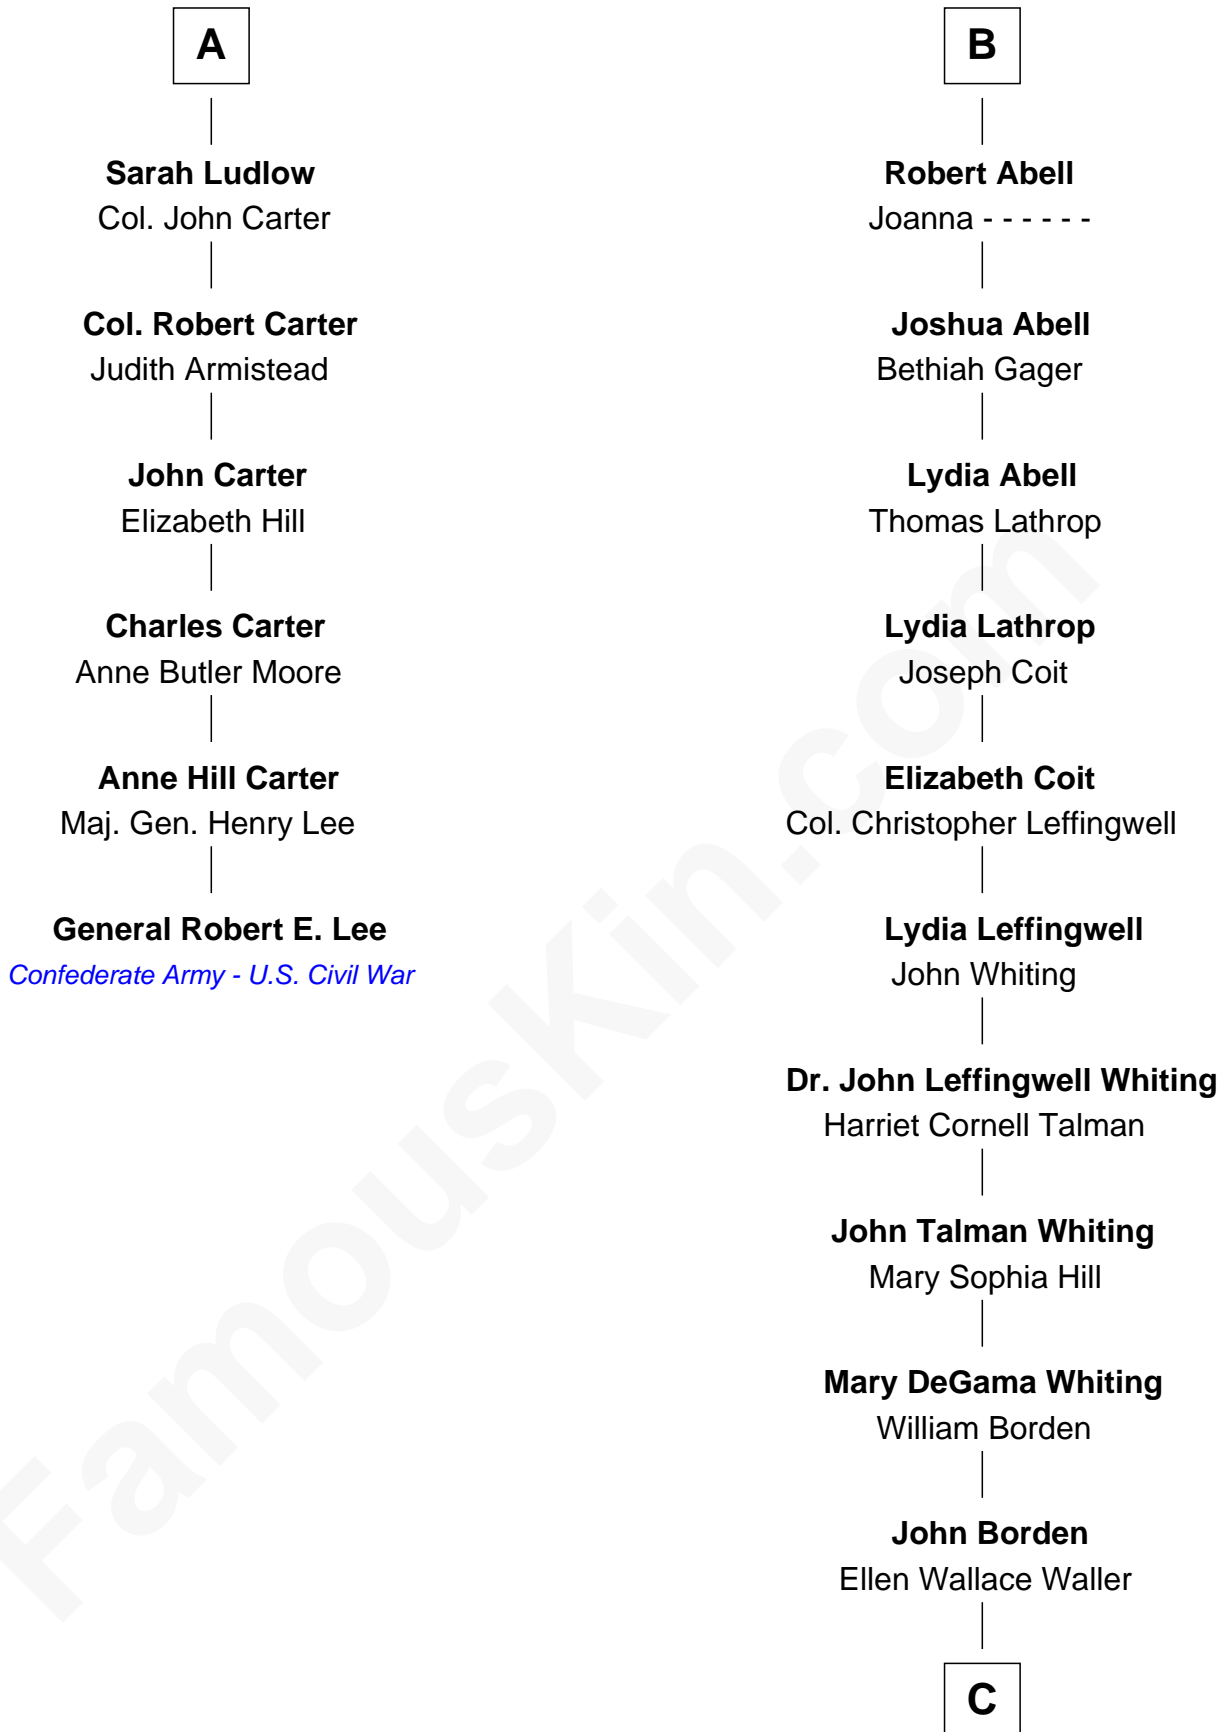 A
Sarah Ludlow
Col. John Carter
Col. Robert Carter
Judith Armistead
John Carter
Elizabeth Hill
Charles Carter
Anne Butler Moore
Anne Hill Carter
Maj. Gen. Henry Lee
General Robert E. Lee
Confederate Army - U.S. Civil War
B
Robert Abell
Joanna - - - - - -
Joshua Abell
Bethiah Gager
Lydia Abell
Thomas Lathrop
Lydia Lathrop
Joseph Coit
Elizabeth Coit
Col. Christopher Leffingwell
Lydia Leffingwell
John Whiting
Dr. John Leffingwell Whiting
Harriet Cornell Talman
John Talman Whiting
Mary Sophia Hill
Mary DeGama Whiting
William Borden
John Borden
Ellen Wallace Waller
C
FamousKin.com